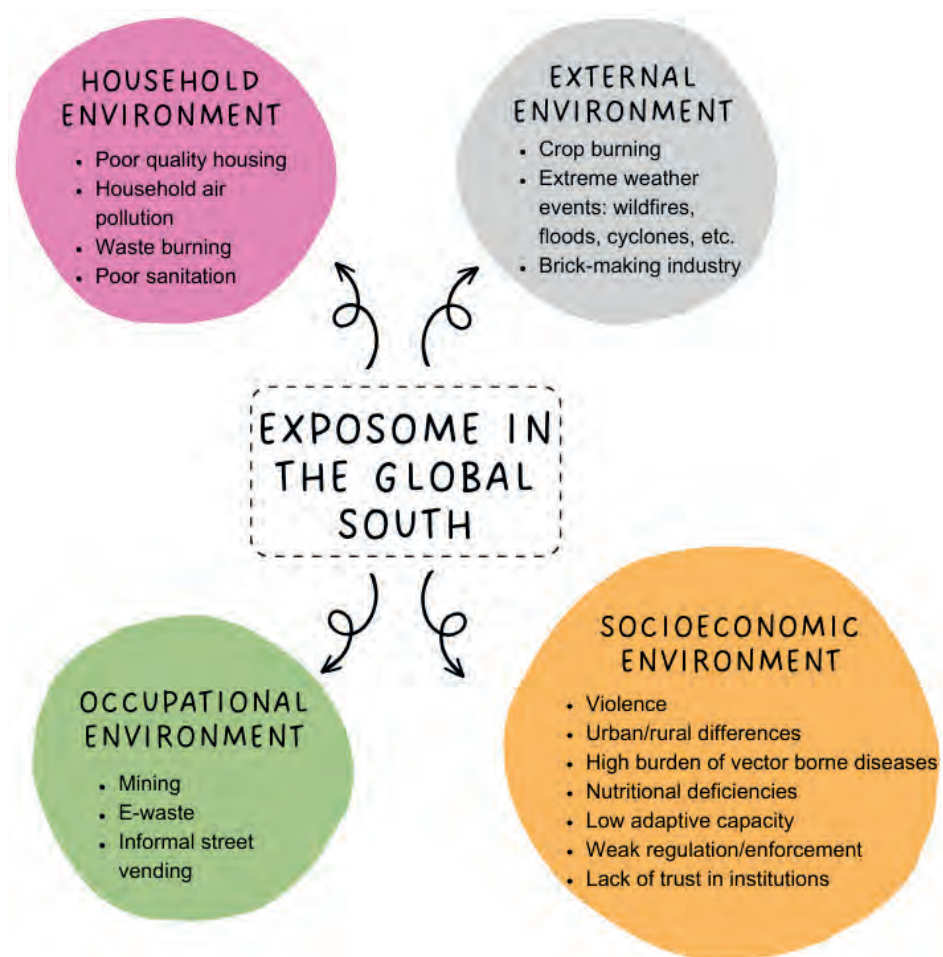 HOUSEHOLD
ENVIRONMENT
• Poor quality housing
• Household air
pollution
• Waste burning
• Poor sanitation
EXTERNAL
ENVIRONMENT
• Crop burning
• Extreme weather
events: wildfires,
floods, cyclones, etc.
• Brick-making industry
EXPOSOME IN
THE GLOBAL
SOUTH
OCCUPATIONAL
ENVIRONMENT
• Mining
• E-waste
• Informal street
vending
SOCIOECONOMIC
ENVIRONMENT
• Violence
• Urban/rural differences
• High burden of vector borne diseases
• Nutritional deficiencies
• Low adaptive capacity
• Weak regulation/enforcement
• Lack of trust in institutions